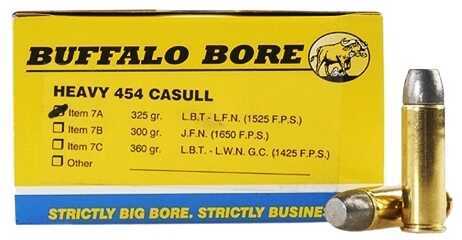 BUFFALO BORE
HEAVY 454 CASULL
Item 7A 325 gr. L.B.T - L.F.N. (1525 F.P.S.)
Item 7B 300 gr. J.F.N. (1650 F.P.S.)
Item 7C 360 gr. L.B.T. - L.W.N. G.C. (1425 F.P.S.)
Other
STRICTLY BIG BORE. STRICTLY BUSINE